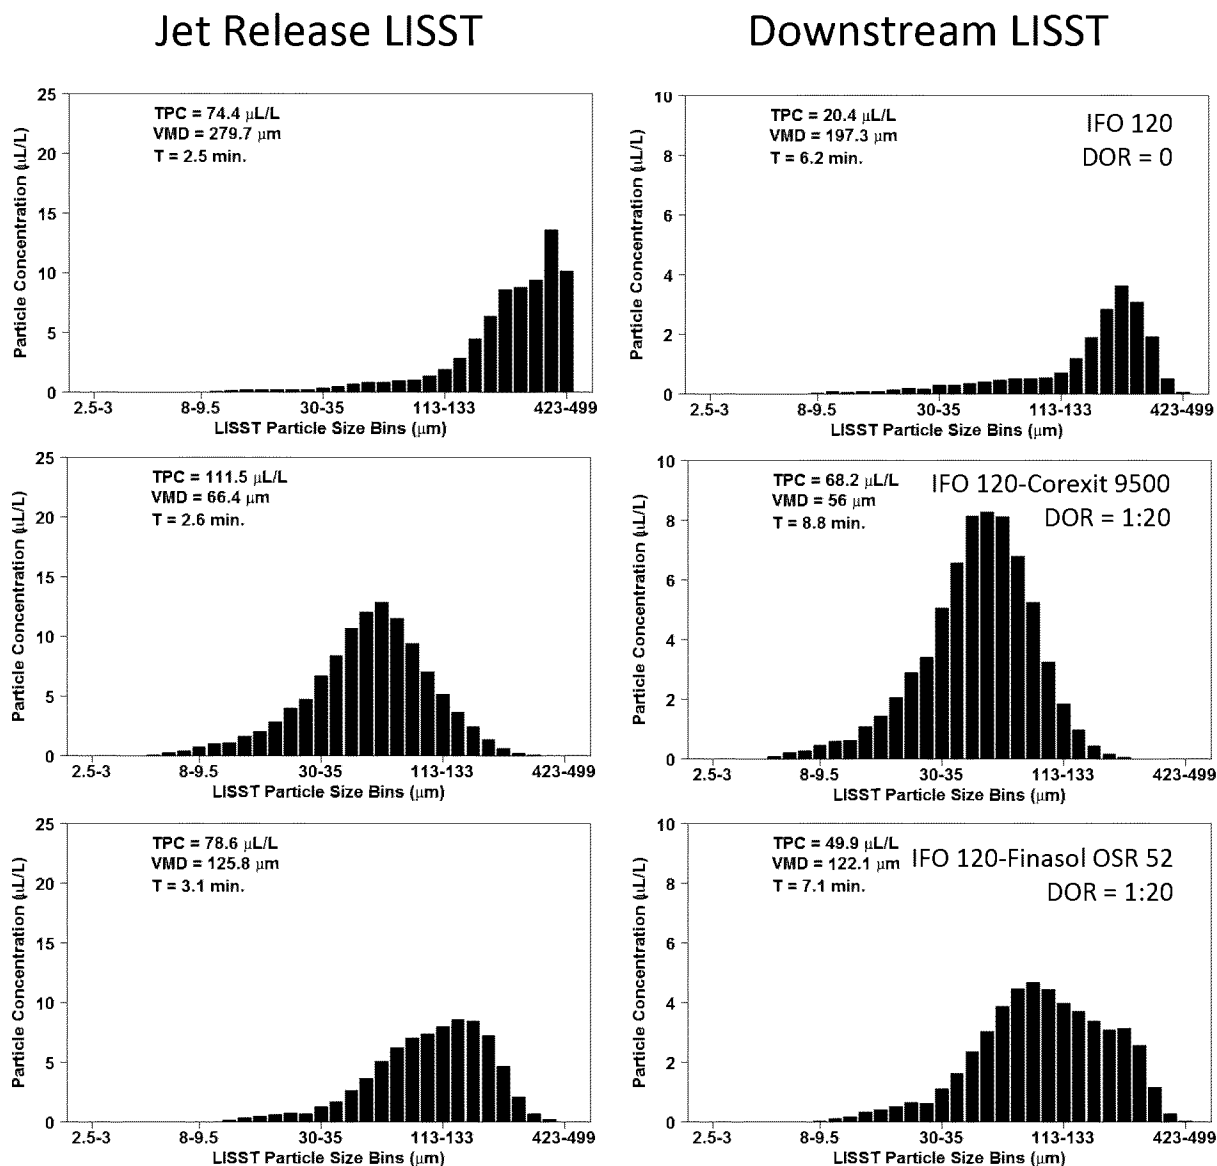 Jet Release LISST
Downstream LISST
25
20
15
10
5
0
Particle Concentration (μL/L)
TPC = 74.4 μL/L
VMD = 279.7 μm
T = 2.5 min.
2.5-3 8-9.5 30-35 113-133 423-499
LISST Particle Size Bins (μm)
10
8
6
4
2
0
Particle Concentration (μL/L)
TPC = 20.4 μL/L
VMD = 197.3 μm
T = 6.2 min.
IFO 120
DOR = 0
2.5-3 8-9.5 30-35 113-133 423-499
LISST Particle Size Bins (μm)
25
20
15
10
5
0
Particle Concentration (μL/L)
TPC = 111.5 μL/L
VMD = 66.4 μm
T = 2.6 min.
2.5-3 8-9.5 30-35 113-133 423-499
LISST Particle Size Bins (μm)
10
8
6
4
2
0
Particle Concentration (μL/L)
TPC = 68.2 μL/L
VMD = 56 μm
T = 8.8 min.
IFO 120-Corexit 9500
DOR = 1:20
2.5-3 8-9.5 30-35 113-133 423-499
LISST Particle Size Bins (μm)
25
20
15
10
5
0
Particle Concentration (μL/L)
TPC = 78.6 μL/L
VMD = 125.8 μm
T = 3.1 min.
2.5-3 8-9.5 30-35 113-133 423-499
LISST Particle Size Bins (μm)
10
8
6
4
2
0
Particle Concentration (μL/L)
TPC = 49.9 μL/L
VMD = 122.1 μm
T = 7.1 min.
IFO 120-Finasol OSR 52
DOR = 1:20
2.5-3 8-9.5 30-35 113-133 423-499
LISST Particle Size Bins (μm)